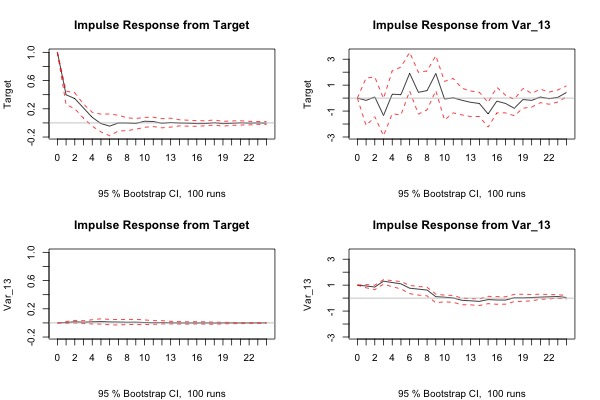 Impulse Response from Target
Target
1.0
0.6
0.2
-0.2
0 2 4 6 8 10 13 16 19 22
95 % Bootstrap CI, 100 runs
Impulse Response from Var_13
Target
3
1
-1
-3
0 2 4 6 8 10 13 16 19 22
95 % Bootstrap CI, 100 runs
Impulse Response from Target
Var_13
1.0
0.6
0.2
-0.2
0 2 4 6 8 10 13 16 19 22
95 % Bootstrap CI, 100 runs
Impulse Response from Var_13
Var_13
3
1
-1
-3
0 2 4 6 8 10 13 16 19 22
95 % Bootstrap CI, 100 runs